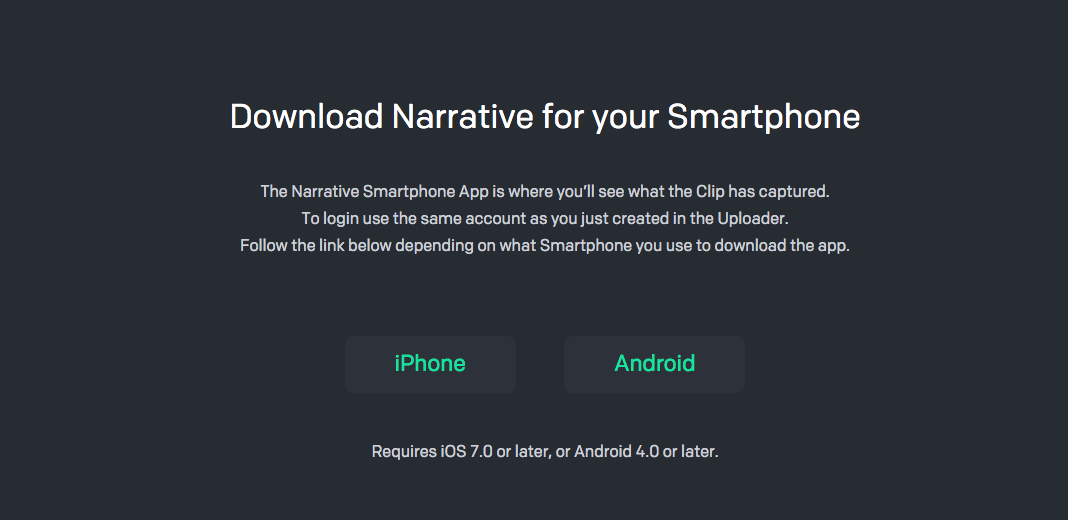 Download Narrative for your Smartphone
The Narrative Smartphone App is where you'll see what the Clip has captured.
To login use the same account as you just created in the Uploader.
Follow the link below depending on what Smartphone you use to download the app.
iPhone
Android
Requires iOS 7.0 or later, or Android 4.0 or later.